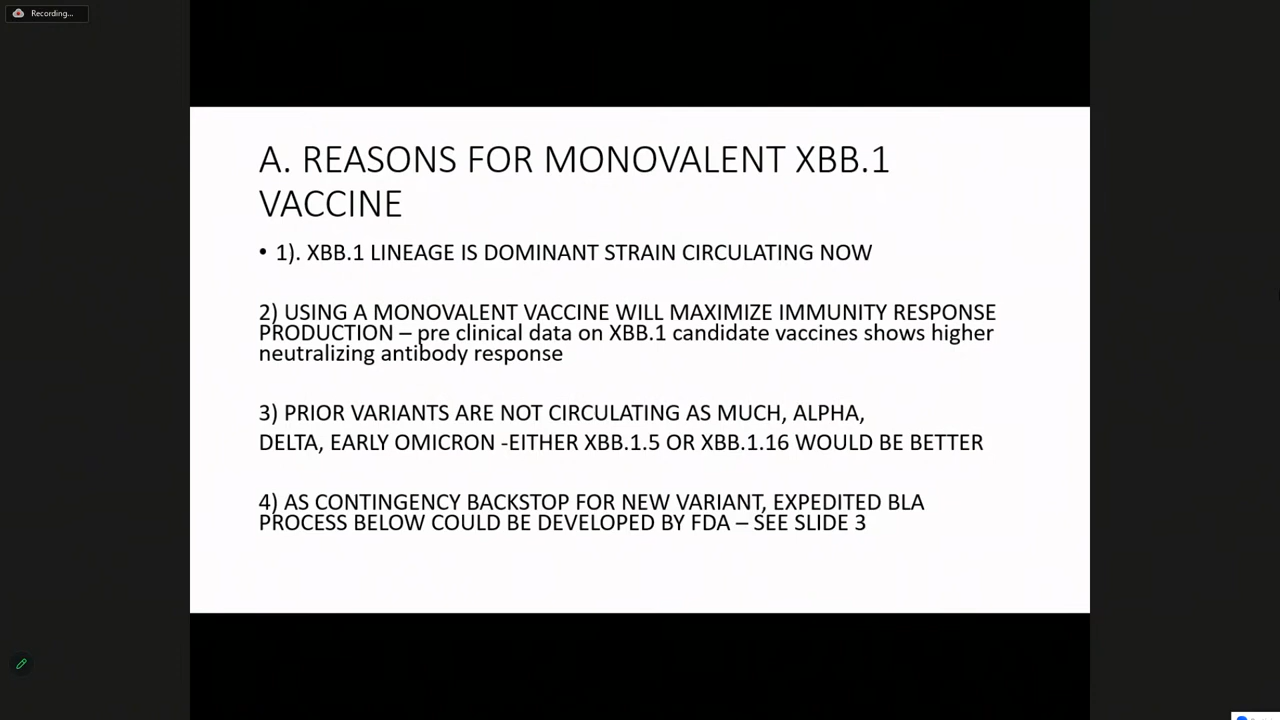 Recording...
A. REASONS FOR MONOVALENT XBB.1
VACCINE
• 1). XBB.1 LINEAGE IS DOMINANT STRAIN CIRCULATING NOW
2) USING A MONOVALENT VACCINE WILL MAXIMIZE IMMUNITY RESPONSE
PRODUCTION – pre clinical data on XBB.1 candidate vaccines shows higher
neutralizing antibody response
3) PRIOR VARIANTS ARE NOT CIRCULATING AS MUCH, ALPHA,
DELTA, EARLY OMICRON -EITHER XBB.1.5 OR XBB.1.16 WOULD BE BETTER
4) AS CONTINGENCY BACKSTOP FOR NEW VARIANT, EXPEDITED BLA
PROCESS BELOW COULD BE DEVELOPED BY FDA – SEE SLIDE 3